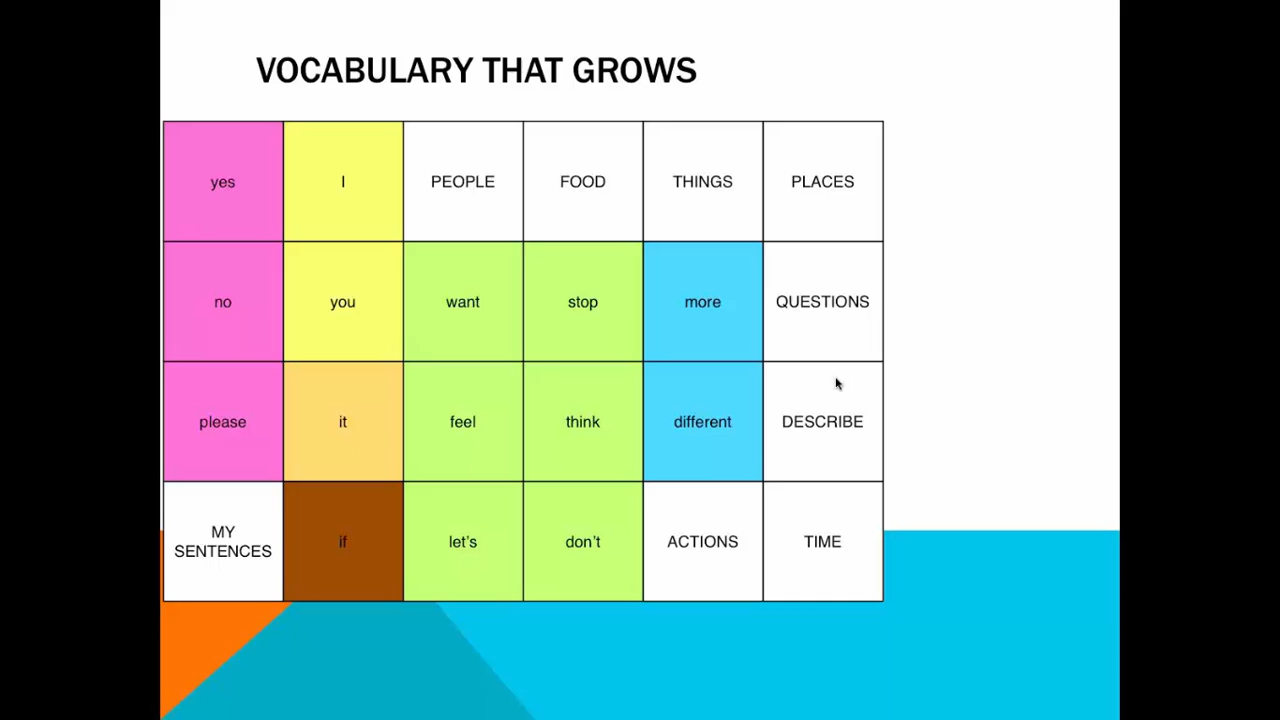 VOCABULARY THAT GROWS
yes
I
PEOPLE
FOOD
THINGS
PLACES
no
you
want
stop
more
QUESTIONS
please
it
feel
think
different
DESCRIBE
MY
SENTENCES
if
let's
don't
ACTIONS
TIME